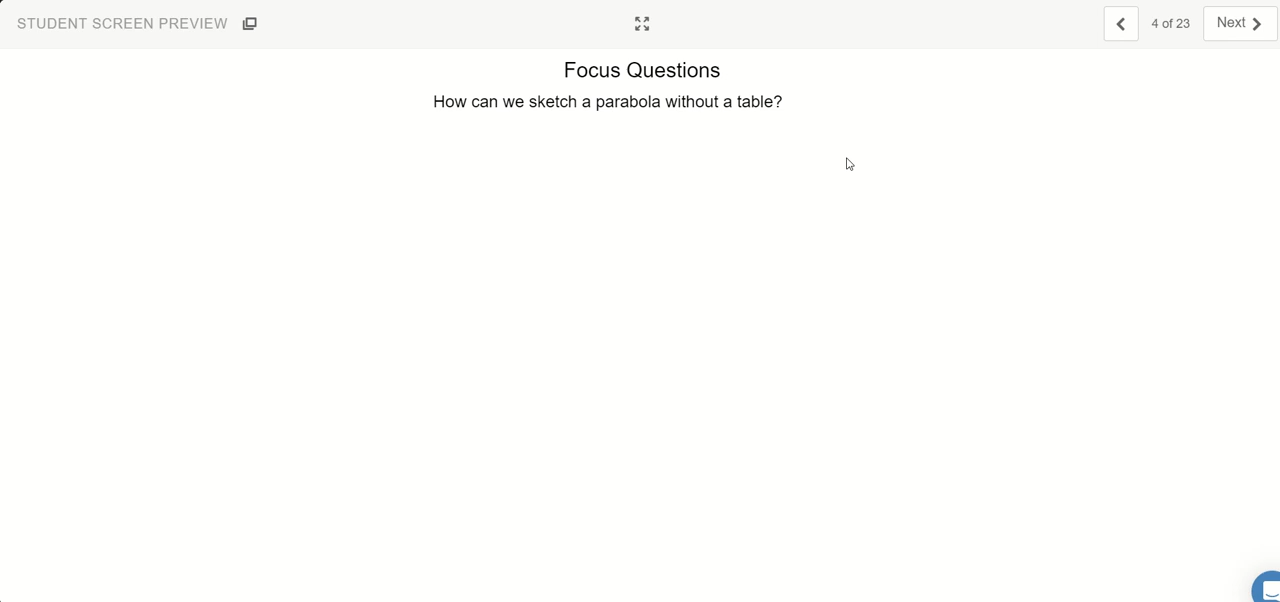 STUDENT SCREEN PREVIEW
4 of 23
Next
Focus Questions
How can we sketch a parabola without a table?